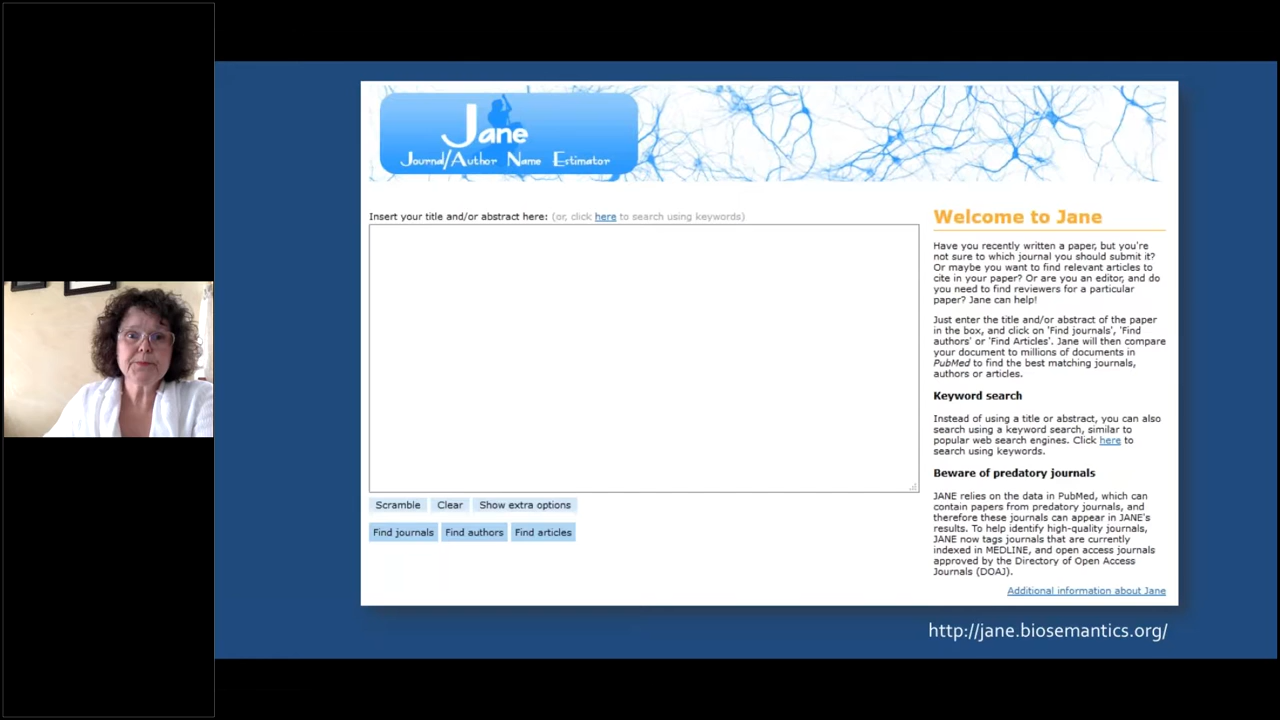 Jane
Journal/Author Name Estimator
Insert your title and/or abstract here: (or, click here to search using keywords)
Scramble Clear Show extra options
Find journals Find authors Find articles
Welcome to Jane
Have you recently written a paper, but you're
not sure to which journal you should submit it?
Or maybe you want to find relevant articles to
cite in your paper? Or are you an editor, and do
you need to find reviewers for a particular
paper? Jane can help!
Just enter the title and/or abstract of the paper
in the box, and click on 'Find journals', 'Find
authors' or 'Find Articles'. Jane will then compare
your document to millions of documents in
PubMed to find the best matching journals,
authors or articles.
Keyword search
Instead of using a title or abstract, you can also
search using a keyword search, similar to
popular web search engines. Click here to
search using keywords.
Beware of predatory journals
JANE relies on the data in PubMed, which can
contain papers from predatory journals, and
therefore these journals can appear in JANE's
results. To help identify high-quality journals,
JANE now tags journals that are currently
indexed in MEDLINE, and open access journals
approved by the Directory of Open Access
Journals (DOAJ).
Additional information about Jane
http://jane.biosemantics.org/